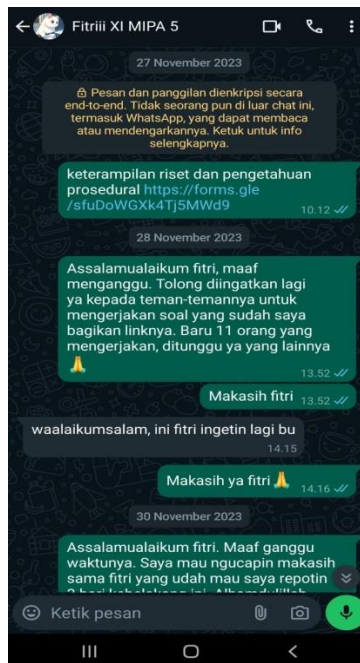 Fitriii XI MIPA 5
27 November 2023
Pesan dan panggilan dienkripsi secara
end-to-end. Tidak seorang pun di luar chat ini,
termasuk WhatsApp, yang dapat membaca
atau mendengarkannya. Ketuk untuk info
selengkapnya.
keterampilan riset dan pengetahuan
prosedural https://forms.gle
/sfuDoWGXk4Tj5MWd9
10.12
28 November 2023
Assalamualaikum fitri, maaf
menganggu. Tolong diingatkan lagi
ya kepada teman-temannya untuk
mengerjakan soal yang sudah saya
bagikan linknya. Baru 11 orang yang
mengerjakan, ditunggu ya yang lainnya
🙏
13.52
Makasih fitri 13.52
waalaikumsalam, ini fitri ingetin lagi bu
14.15
Makasih ya fitri🙏 14.16
30 November 2023
Assalamualaikum fitri. Maaf ganggu
waktunya. Saya mau ngucapin makasih
sama fitri yang udah mau saya repotin
Ketik pesan